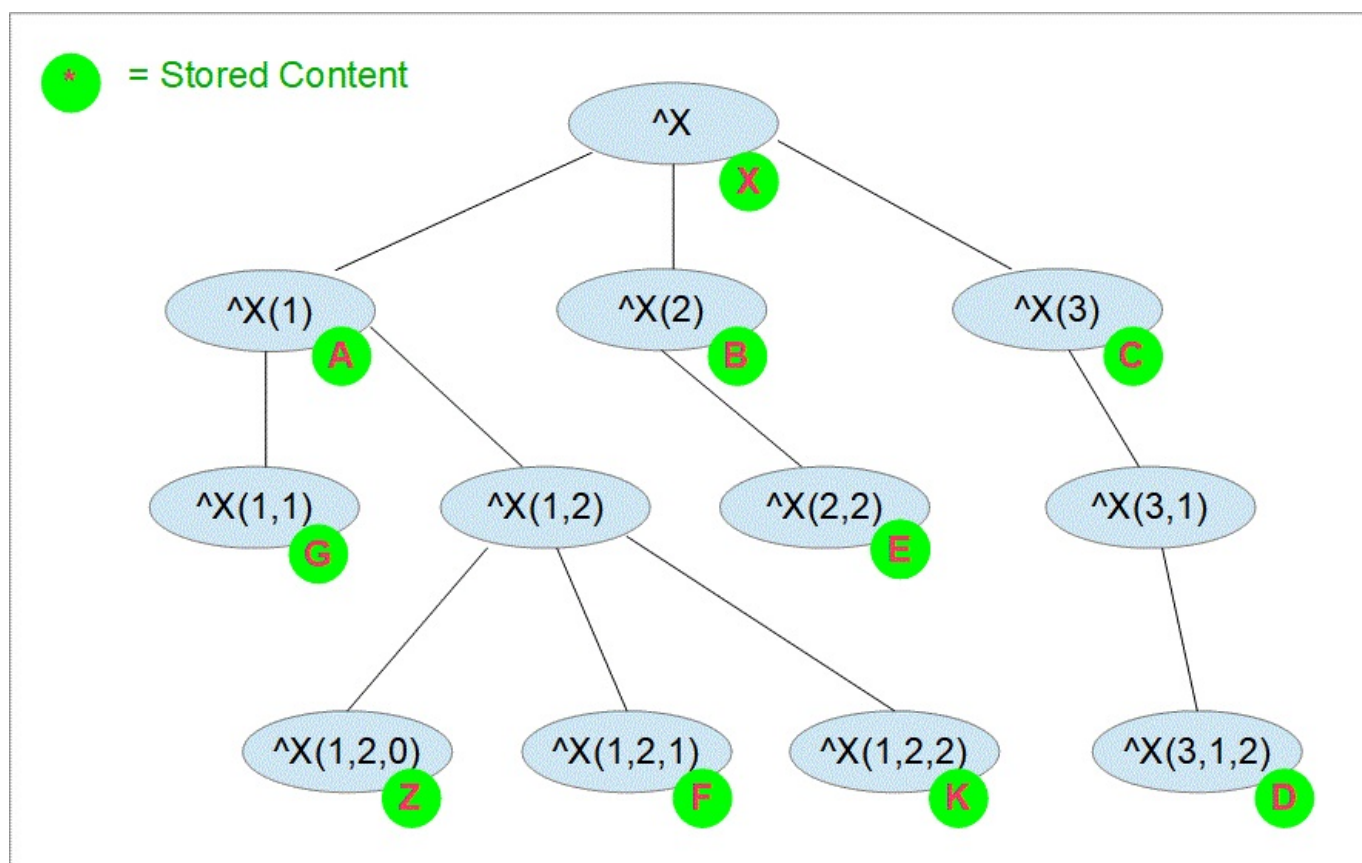 * = Stored Content
^X
X
^X(1)
A
^X(2)
B
^X(3)
C
^X(1,1)
G
^X(1,2)
^X(2,2)
E
^X(3,1)
^X(1,2,0)
Z
^X(1,2,1)
F
^X(1,2,2)
K
^X(3,1,2)
D